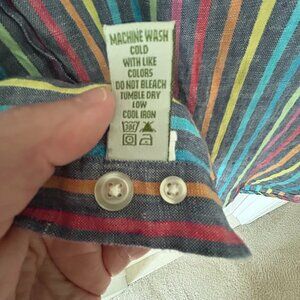 MACHINE WASH
COLD
WITH LIKE
COLORS
DO NOT BLEACH
TUMBLE DRY
LOW
COOL IRON